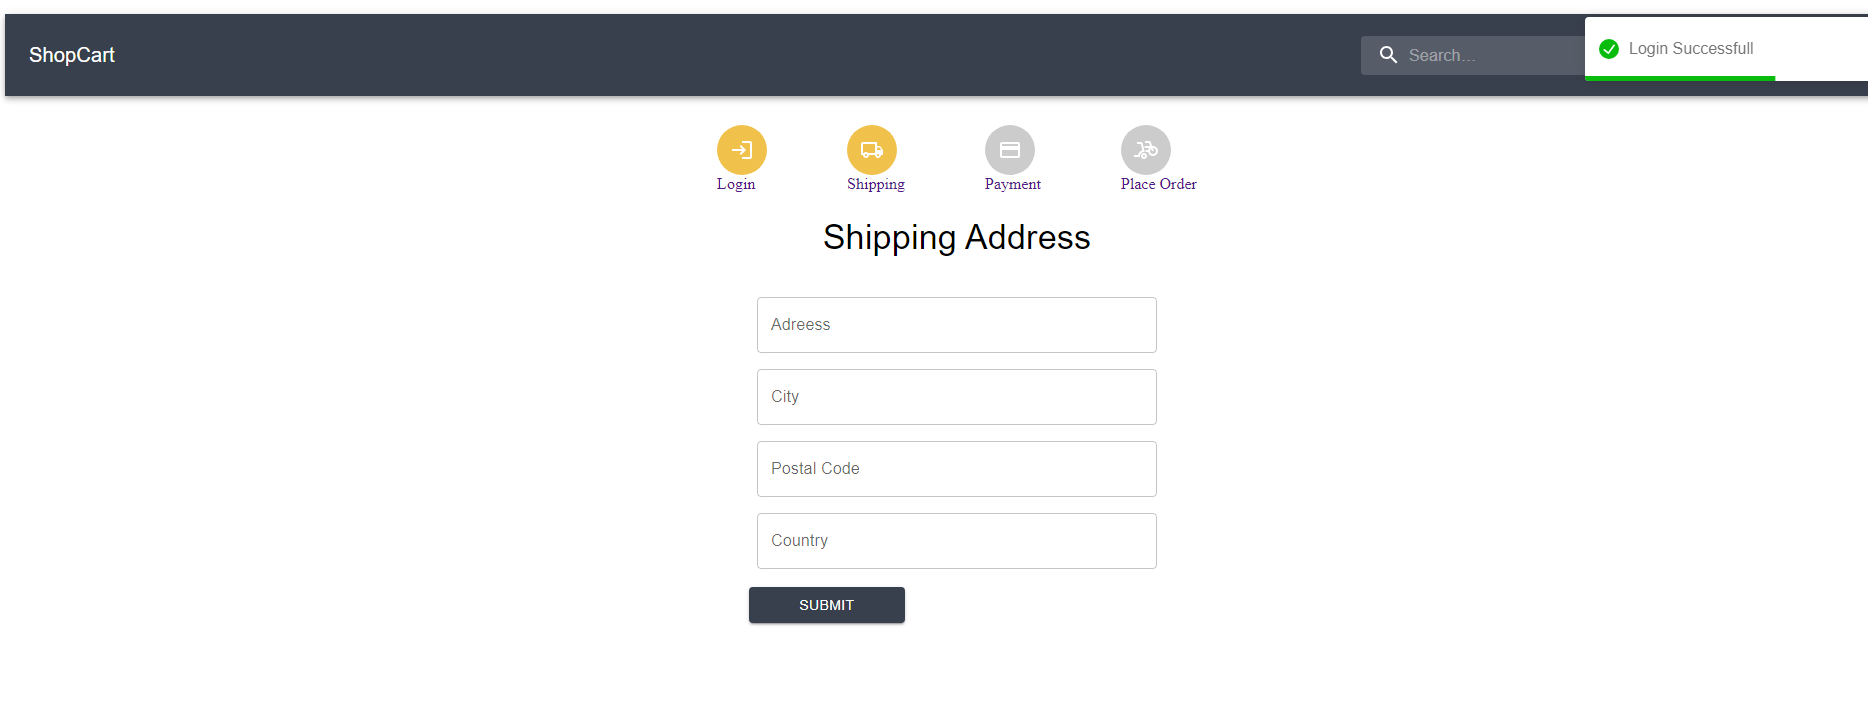 ShopCart
Search…
Login Successfull
Login
Shipping
Payment
Place Order
Shipping Address
Adreess
City
Postal Code
Country
SUBMIT